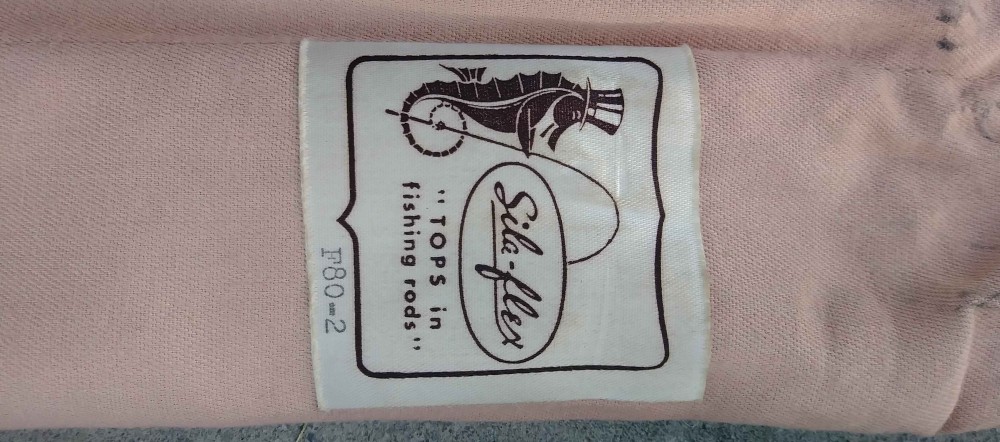 Sila-flex
"TOPS in
fishing rods"
F80-2